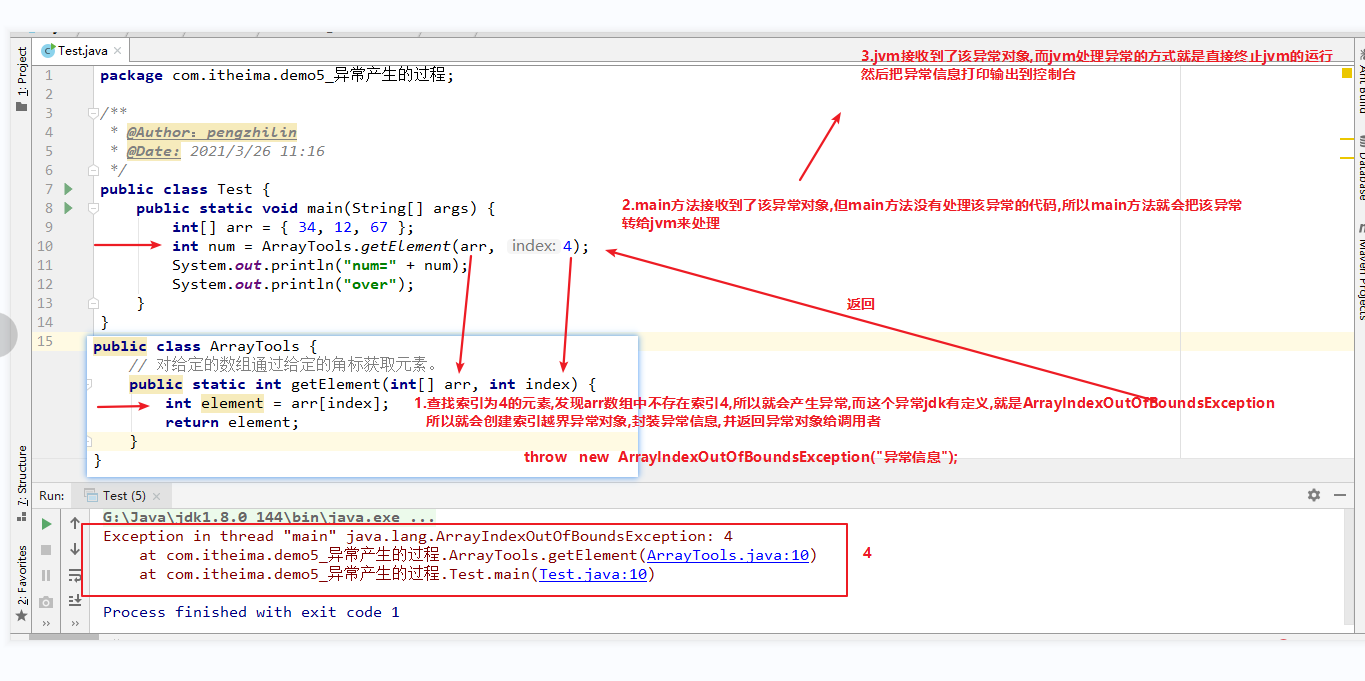 Test.java
1: Project
Ant Build
Database
Maven Projects
3.jvm接收到了该异常对象,而jvm处理异常的方式就是直接终止jvm的运行
然后把异常信息打印输出到控制台
1 package com.itheima.demo5_异常产生的过程;
2
3 /**
4 * @Author: pengzhilin
5 * @Date: 2021/3/26 11:16
6 */
7 public class Test {
8 public static void main(String[] args) {
9 int[] arr = { 34, 12, 67 };
10 int num = ArrayTools.getElement(arr, index: 4);
11 System.out.println("num=" + num);
12 System.out.println("over");
13 }
14 }
15
2.main方法接收到了该异常对象,但main方法没有处理该异常的代码,所以main方法就会把该异常
转给jvm来处理
返回
public class ArrayTools {
// 对给定的数组通过给定的角标获取元素。
public static int getElement(int[] arr, int index) {
int element = arr[index];
return element;
}
}
1.查找索引为4的元素,发现arr数组中不存在索引4,所以就会产生异常,而这个异常jdk有定义,就是ArrayIndexOutOfBoundsException
所以就会创建索引越界异常对象,封装异常信息,并返回异常对象给调用者
throw new ArrayIndexOutOfBoundsException("异常信息");
7: Structure
2: Favorites
Run: Test (5)
G:\Java\jdk1.8.0_144\bin\java.exe ...
Exception in thread "main" java.lang.ArrayIndexOutOfBoundsException: 4
at com.itheima.demo5_异常产生的过程.ArrayTools.getElement(ArrayTools.java:10)
at com.itheima.demo5_异常产生的过程.Test.main(Test.java:10)
4
Process finished with exit code 1